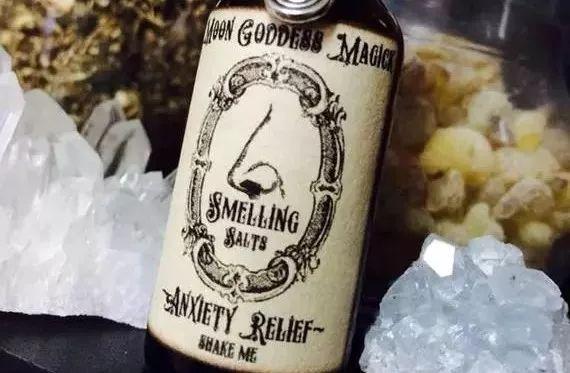 Moon Goddess Magick
Smelling
Salts
~Anxiety Relief~
Shake Me